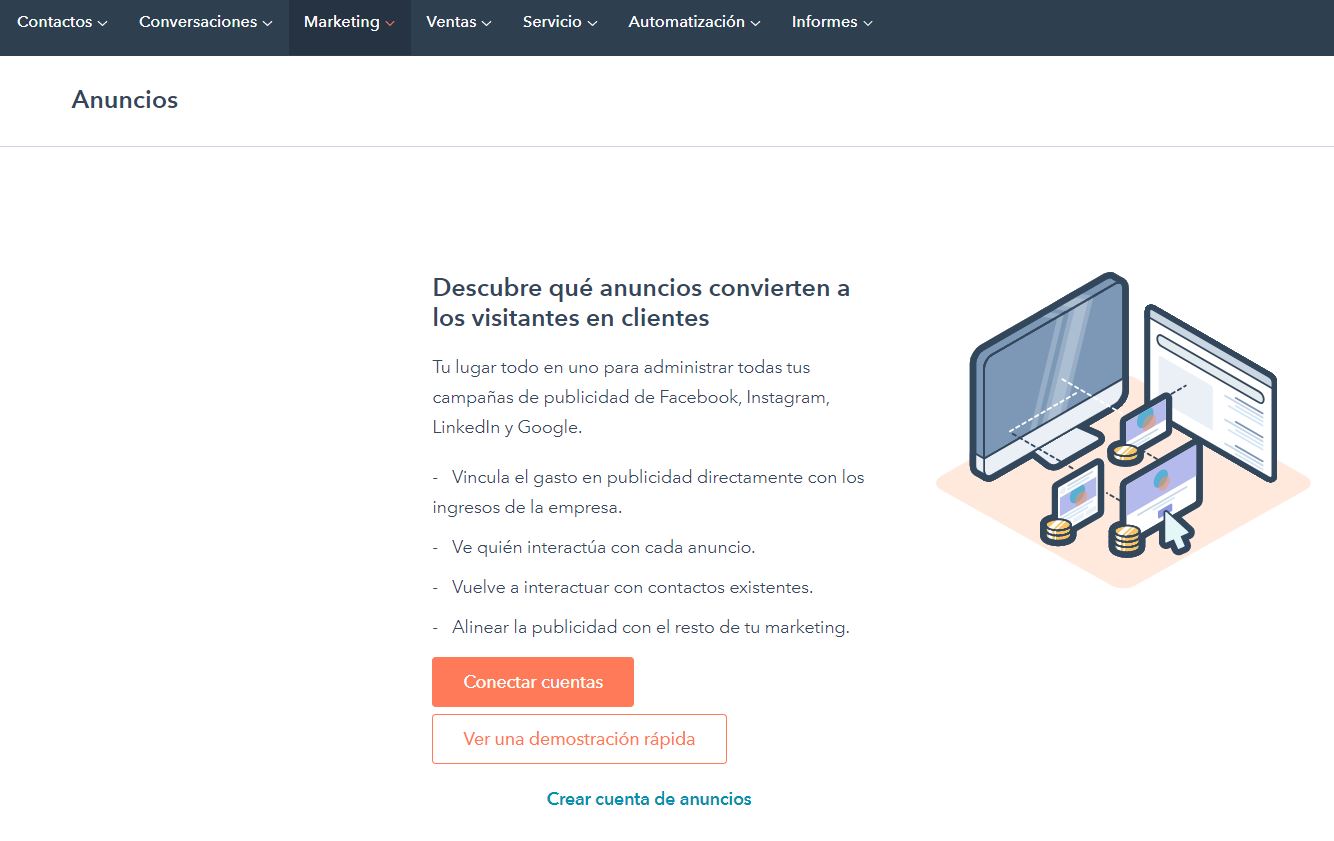 Contactos Conversaciones Marketing Ventas Servicio Automatización Informes
Anuncios
Descubre qué anuncios convierten a
los visitantes en clientes
Tu lugar todo en uno para administrar todas tus
campañas de publicidad de Facebook, Instagram,
LinkedIn y Google.
- Vincula el gasto en publicidad directamente con los
ingresos de la empresa.
- Ve quién interactúa con cada anuncio.
- Vuelve a interactuar con contactos existentes.
- Alinear la publicidad con el resto de tu marketing.
Conectar cuentas
Ver una demostración rápida
Crear cuenta de anuncios